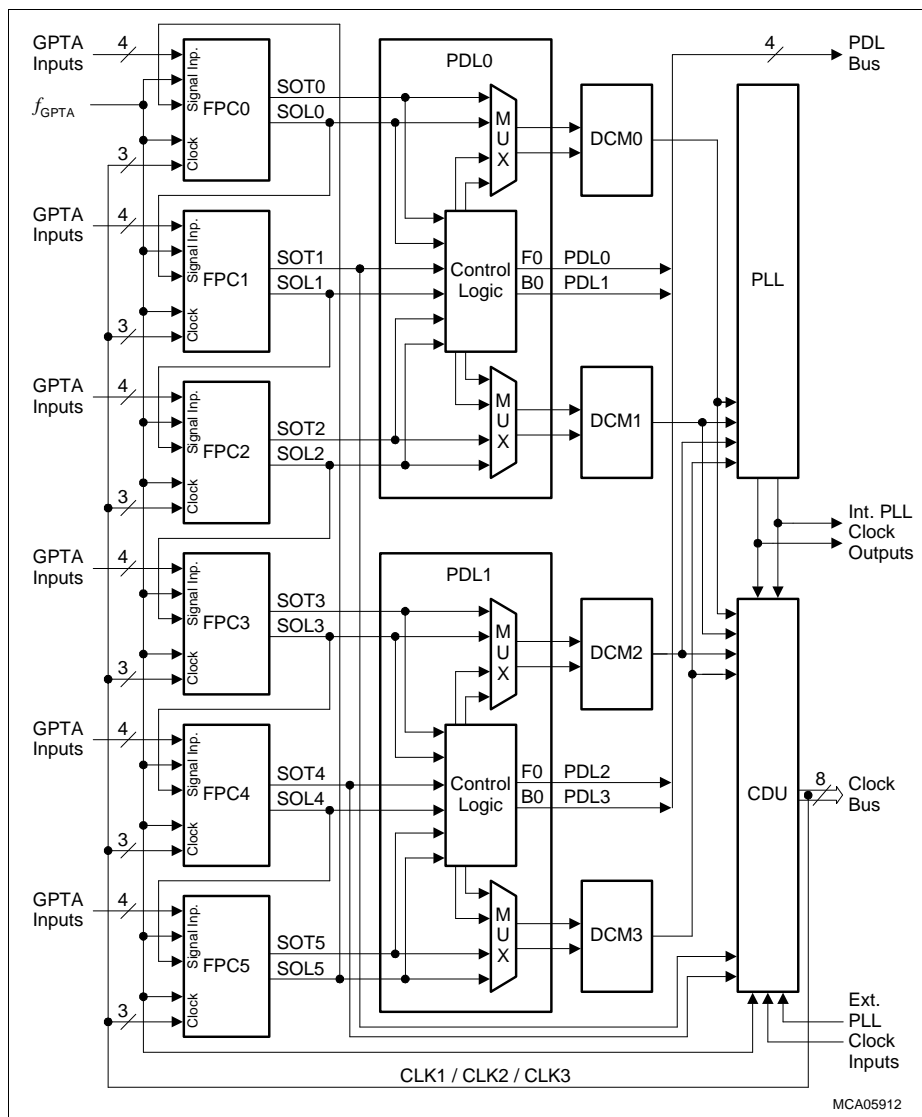 GPTA
Inputs
4
fGPTA
3
Signal Inp.
Clock
FPC0
SOT0
SOL0
GPTA
Inputs
4
3
Signal Inp.
Clock
FPC1
SOT1
SOL1
GPTA
Inputs
4
3
Signal Inp.
Clock
FPC2
SOT2
SOL2
GPTA
Inputs
4
3
Signal Inp.
Clock
FPC3
SOT3
SOL3
GPTA
Inputs
4
3
Signal Inp.
Clock
FPC4
SOT4
SOL4
GPTA
Inputs
4
3
Signal Inp.
Clock
FPC5
SOT5
SOL5
PDL0
MUX
Control
Logic
F0 PDL0
B0 PDL1
MUX
DCM0
DCM1
PDL1
MUX
Control
Logic
F0 PDL2
B0 PDL3
MUX
DCM2
DCM3
4
PDL
Bus
PLL
Int. PLL
Clock
Outputs
CDU
8
Clock
Bus
Ext.
PLL
Clock
Inputs
CLK1 / CLK2 / CLK3
MCA05912